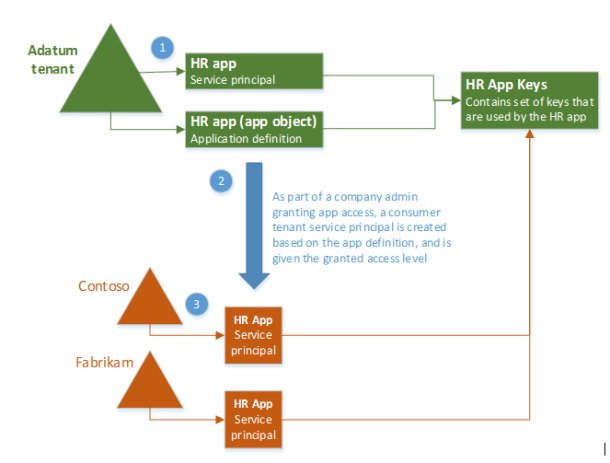 Adatum
tenant
1
HR app
Service principal
HR app (app object)
Application definition
HR App Keys
Contains set of keys that
are used by the HR app
2
As part of a company admin
granting app access, a consumer
tenant service principal is created
based on the app definition, and is
given the granted access level
Contoso
3
HR App
Service
principal
Fabrikam
HR App
Service
principal